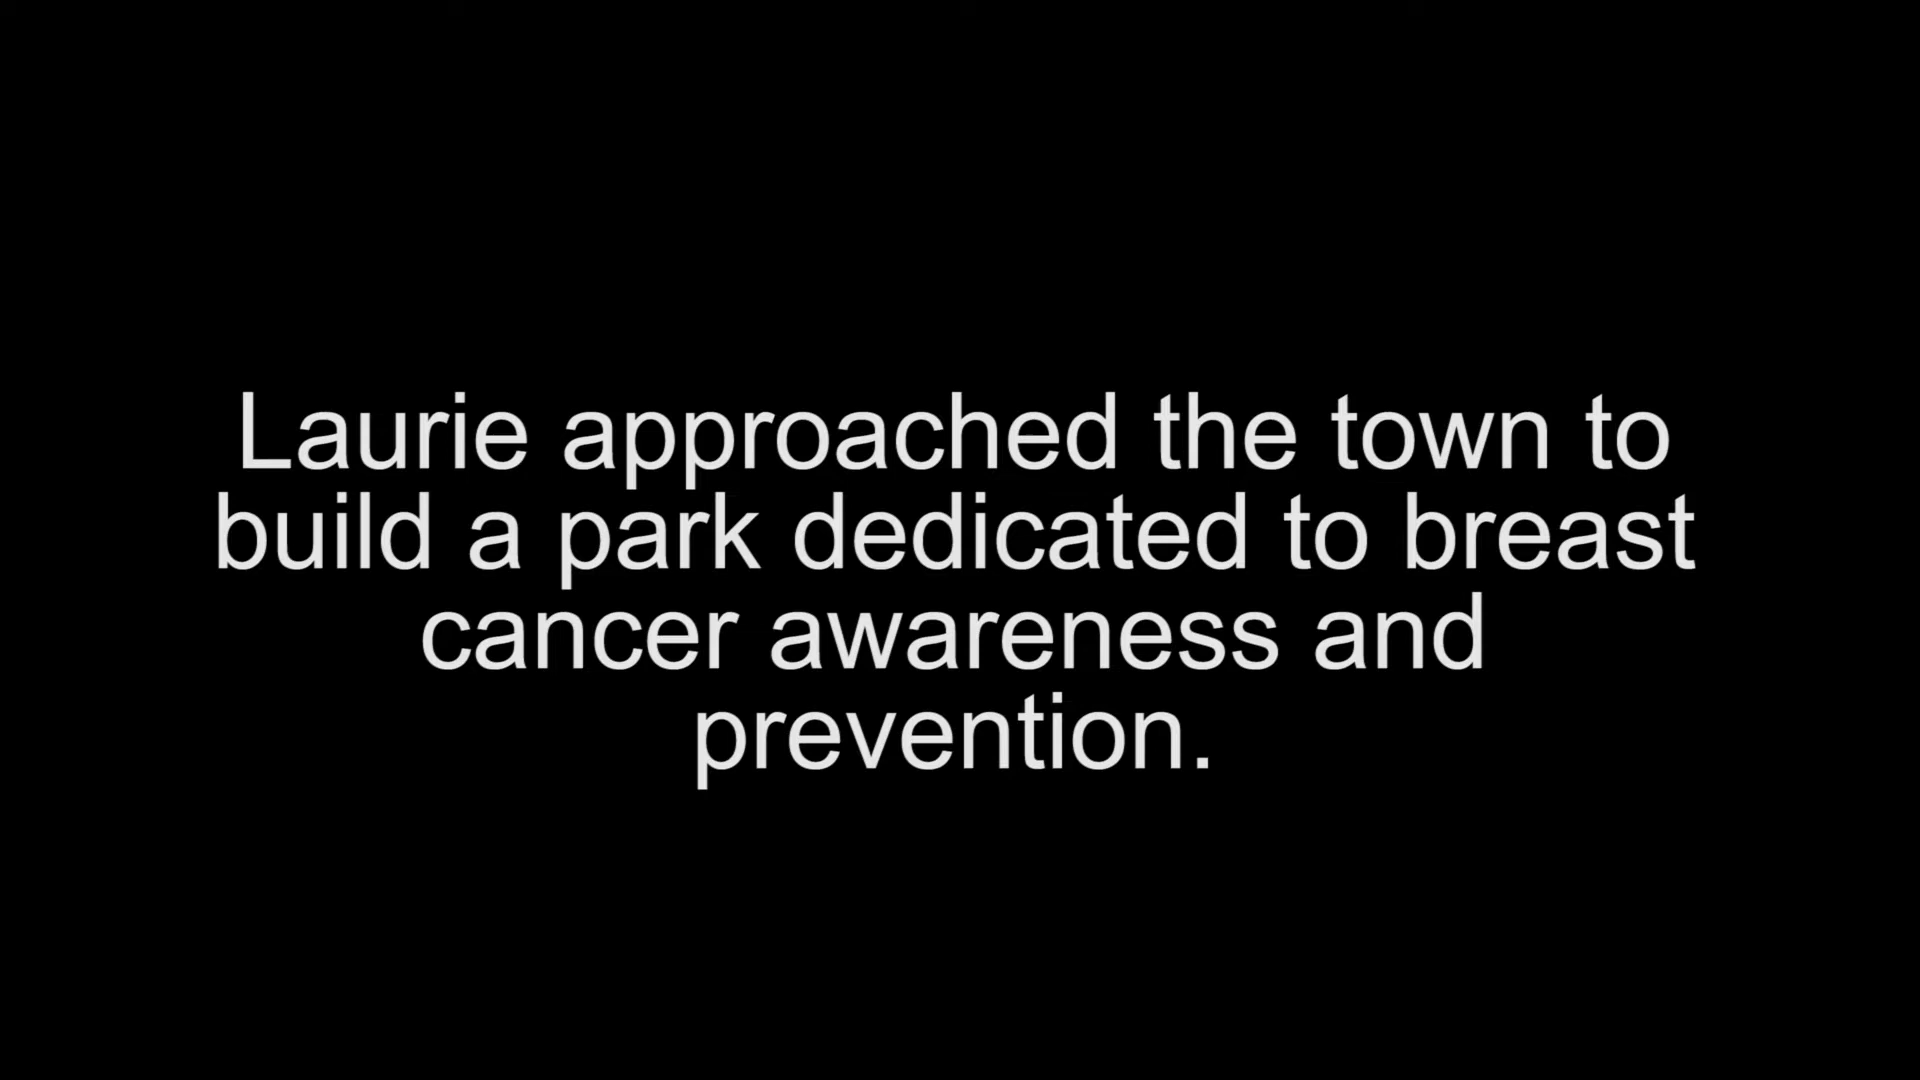 Laurie approached the town to
build a park dedicated to breast
cancer awareness and
prevention.